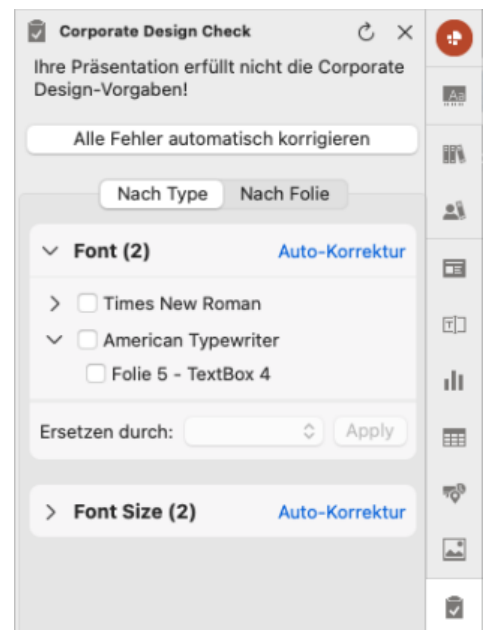 Corporate Design Check
Ihre Präsentation erfüllt nicht die Corporate
Design-Vorgaben!
Alle Fehler automatisch korrigieren
Nach Type Nach Folie
Font (2) Auto-Korrektur
Times New Roman
American Typewriter
Folie 5 - TextBox 4
Ersetzen durch: Apply
Font Size (2) Auto-Korrektur
Aa
T